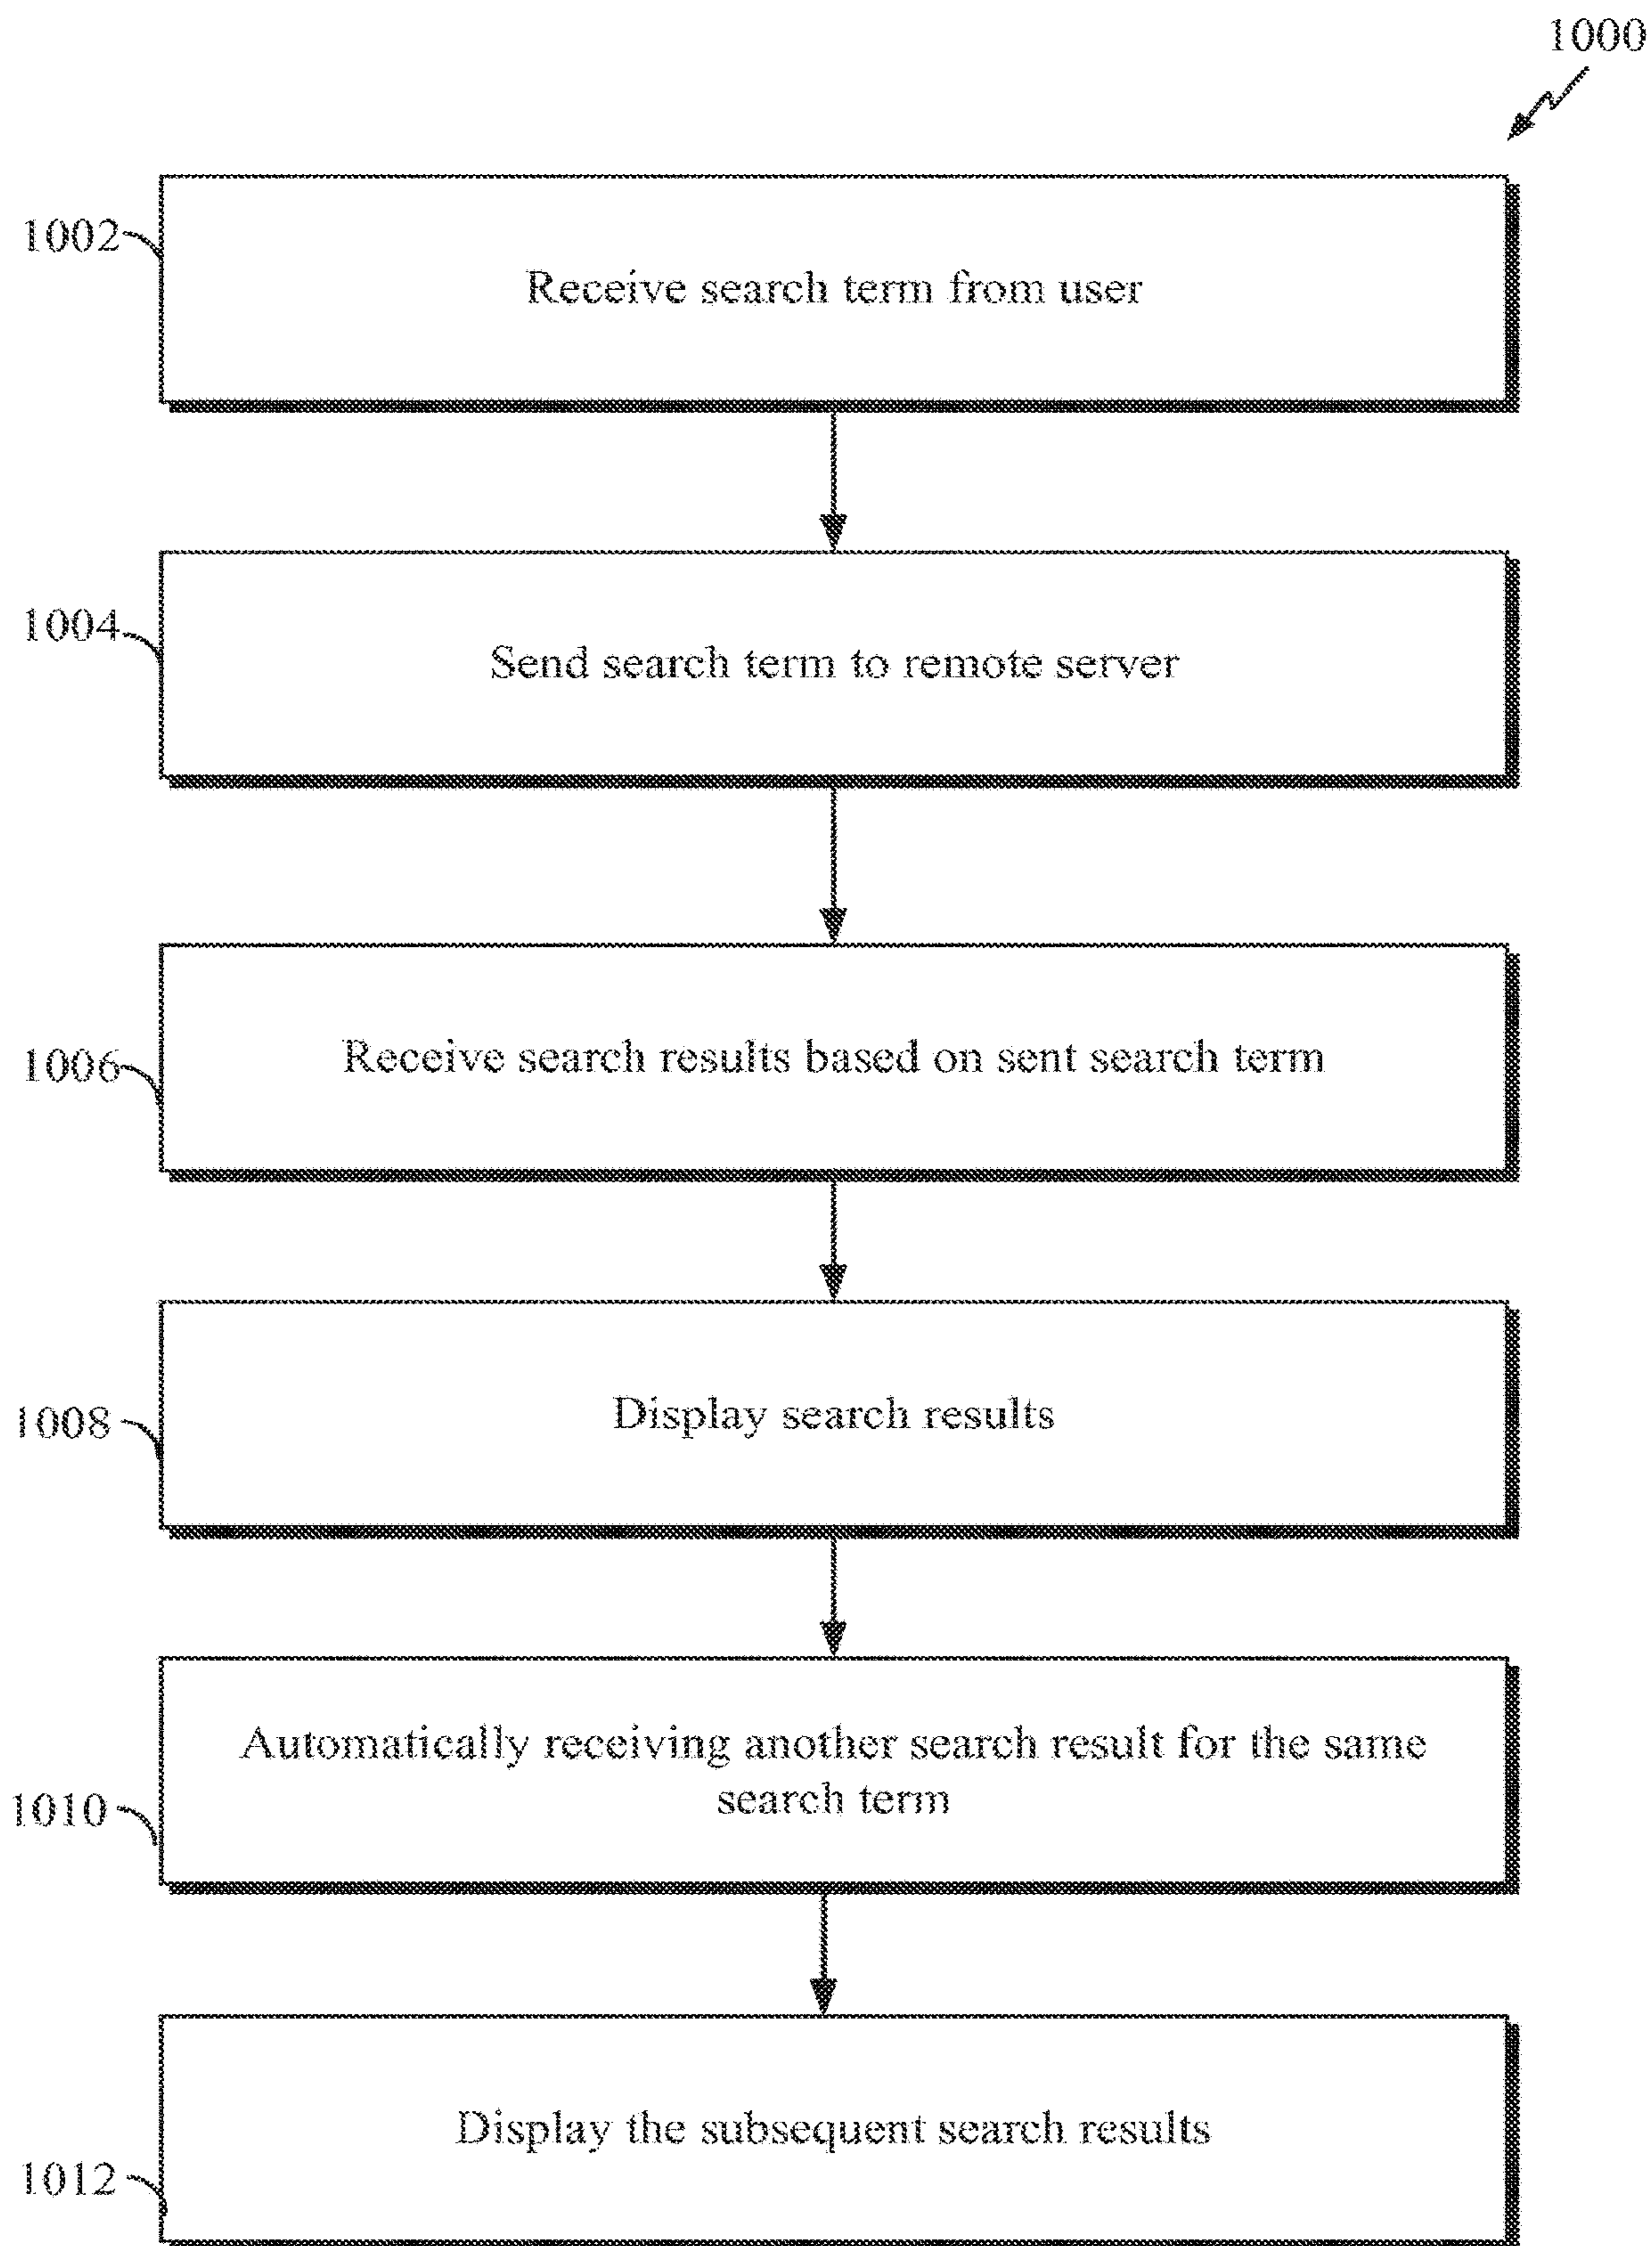 1000
1002
Receive search term from user
1004
Send search term to remote server
1006
Receive search results based on sent search term
1008
Display search results
1010
Automatically receiving another search result for the same
search term
1012
Display the subsequent search results